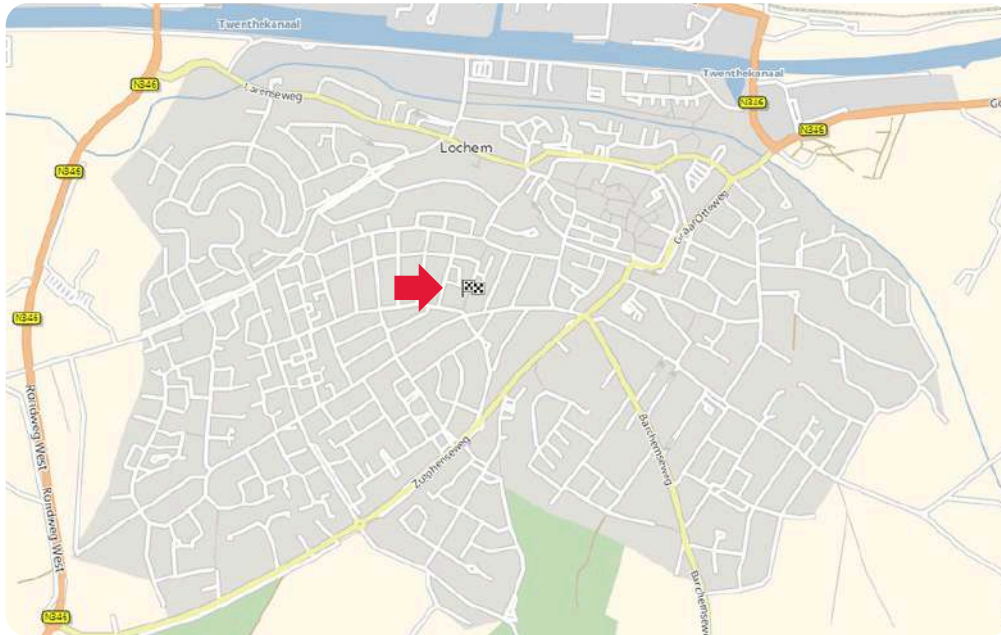 Twenthekanaal
Twenthekanaal
N346
N346
Larenseweg
N346
Lochem
N346
Graaf Ottoweg
N346
Rondweg West
Rondweg West
Zutphenseweg
Barchemseweg
Barchemseweg
N346